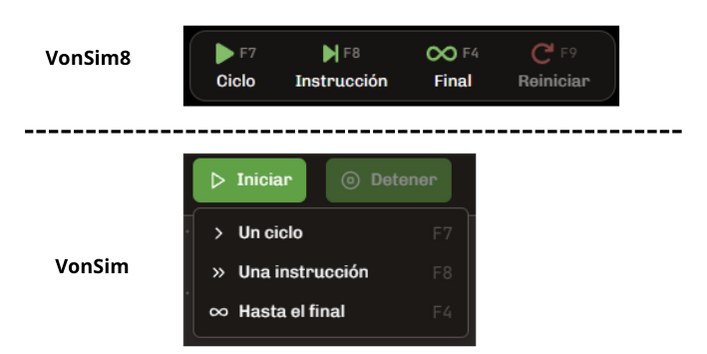 VonSim8
F7 F8 F4 F9
Ciclo Instrucción Final Reiniciar
Iniciar Detener
VonSim
Un ciclo F7
Una instrucción F8
Hasta el final F4